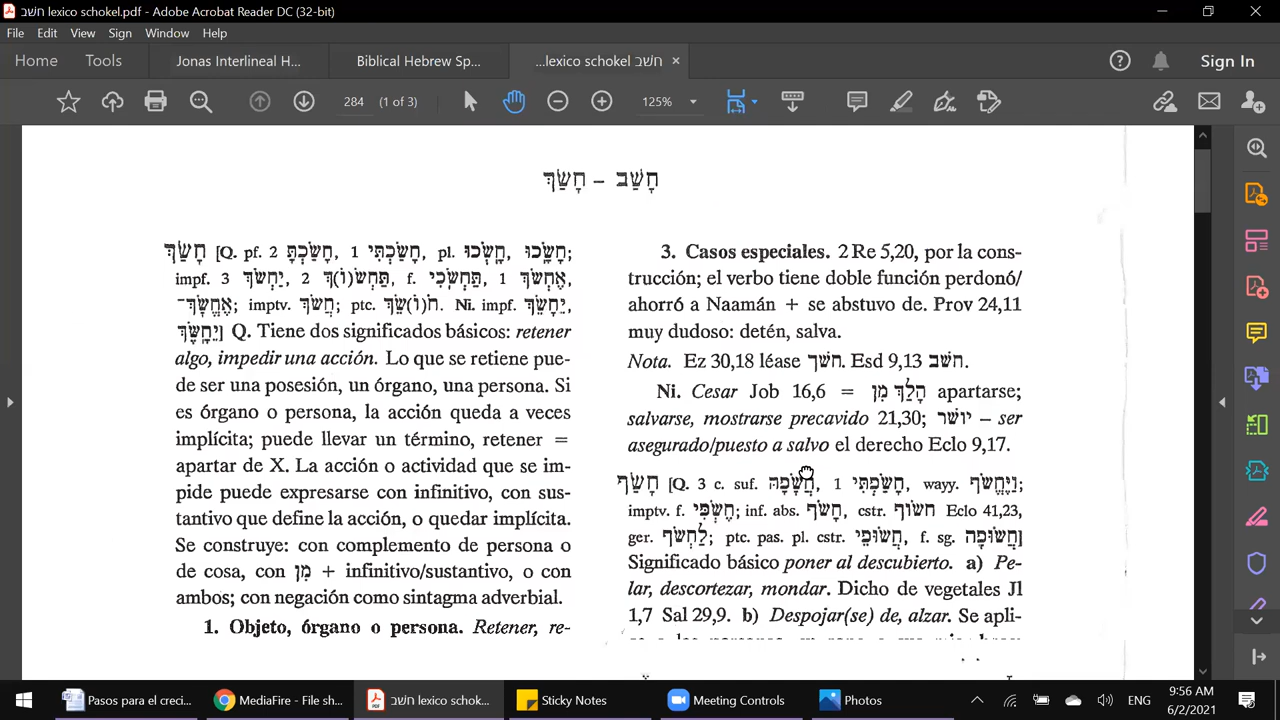 חשב lexico schokel.pdf - Adobe Acrobat Reader DC (32-bit)
File Edit View Sign Window Help
Home Tools Jonas Interlineal H... Biblical Hebrew Sp... ...lexico schokel חשב × Sign In
284 (1 of 3) 125%
חָשַׁב – חָשַׂךְ
חָשַׂךְ [Q. pf. 2 חָשַׂכְתָּ, 1 חָשַׂכְתִּי, pl. חָשְׂכוּ, חָשָׂכוּ;
impf. 3 יַחְשֹׂךְ, 2 תַּחְשֹׂ(וֹ)ךְ, f. תַּחְשְׂכִי, 1 אֶחְשֹׂךְ,
אֶחֱשָׂךְ־; imptv. חֲשֹׂךְ; ptc. חֹ(וֹ)שֵׂךְ. Ni. impf. יֵחָשֵׂךְ,
יֵחָשֶׂךְ] Q. Tiene dos significados básicos: retener
algo, impedir una acción. Lo que se retiene pue-
de ser una posesión, un órgano, una persona. Si
es órgano o persona, la acción queda a veces
implícita; puede llevar un término, retener =
apartar de X. La acción o actividad que se im-
pide puede expresarse con infinitivo, con sus-
tantivo que define la acción, o quedar implícita.
Se construye: con complemento de persona o
de cosa, con מִן + infinitivo/sustantivo, o con
ambos; con negación como sintagma adverbial.
1. Objeto, órgano o persona. Retener, re-
3. Casos especiales. 2 Re 5,20, por la cons-
trucción; el verbo tiene doble función perdonó/
ahorró a Naamán + se abstuvo de. Prov 24,11
muy dudoso: detén, salva.
Nota. Ez 30,18 léase חשך. Esd 9,13 חשב.
Ni. Cesar Job 16,6 = הָלַךְ מִן apartarse;
salvarse, mostrarse precavido 21,30; יושר – ser
asegurado/puesto a salvo el derecho Eclo 9,17.
חָשַׂף [Q. 3 c. suf. חֲשָׂפָהּ, 1 חָשַׂפְתִּי, wayy. וַיֶּחֱשֹׂף;
imptv. f. חֶשְׂפִּי; inf. abs. חָשֹׂף, cstr. חשוף Eclo 41,23,
ger. לַחְשֹׂף; ptc. pas. pl. cstr. חֲשׂוּפֵי, f. sg. חֲשׂוּפָה]
Significado básico poner al descubierto. a) Pe-
lar, descortezar, mondar. Dicho de vegetales Jl
1,7 Sal 29,9. b) Despojar(se) de, alzar. Se apli-
Pasos para el creci... MediaFire - File sh... חשב lexico schok... Sticky Notes Meeting Controls Photos ENG 9:56 AM
6/2/2021